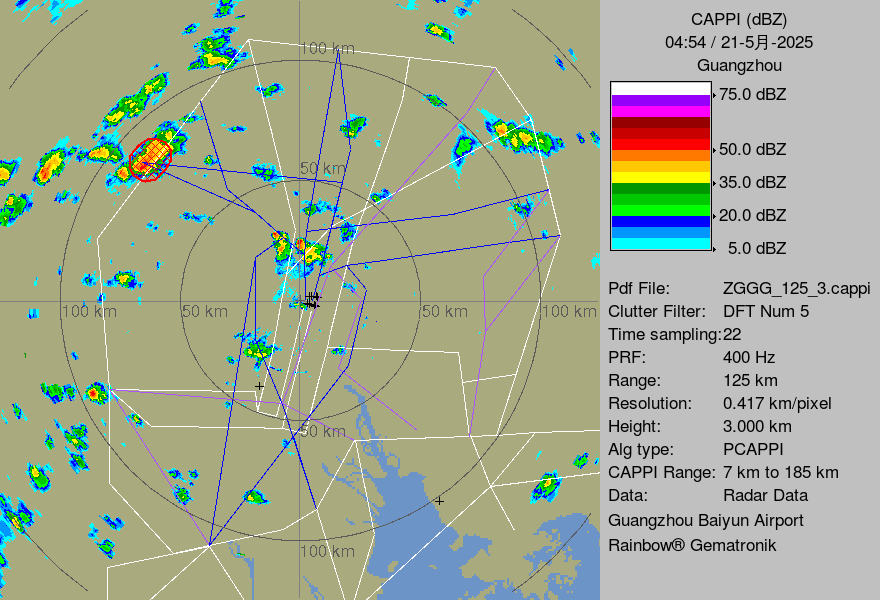 CAPPI (dBZ)
04:54 / 21-5月-2025
Guangzhou
75.0 dBZ
50.0 dBZ
35.0 dBZ
20.0 dBZ
5.0 dBZ
Pdf File: ZGGG_125_3.cappi
Clutter Filter: DFT Num 5
Time sampling:22
PRF: 400 Hz
Range: 125 km
Resolution: 0.417 km/pixel
Height: 3.000 km
Alg type: PCAPPI
CAPPI Range: 7 km to 185 km
Data: Radar Data
Guangzhou Baiyun Airport
Rainbow® Gematronik
100 km
50 km
100 km
50 km
50 km
100 km
50 km
100 km